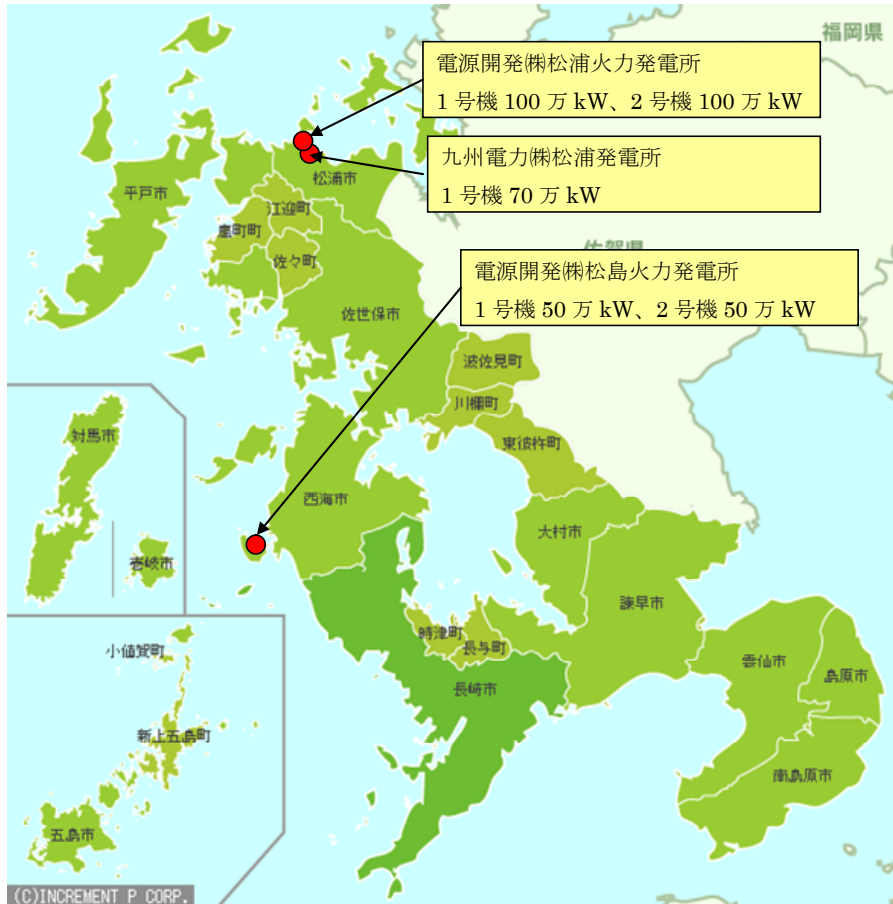 福岡県
電源開発㈱松浦火力発電所
1号機 100 万 kW、2号機 100 万 kW
九州電力㈱松浦発電所
1号機 70 万 kW
松浦市
平戸市
江迎町
鹿町町
佐々町
佐賀県
電源開発㈱松島火力発電所
1号機 50 万 kW、2号機 50 万 kW
佐世保市
波佐見町
川棚町
対馬市
東彼杵町
西海市
大村市
壱岐市
諫早市
時津町
長与町
小値賀町
雲仙市
島原市
長崎市
新上五島町
南島原市
五島市
(C)INCREMENT P CORP.